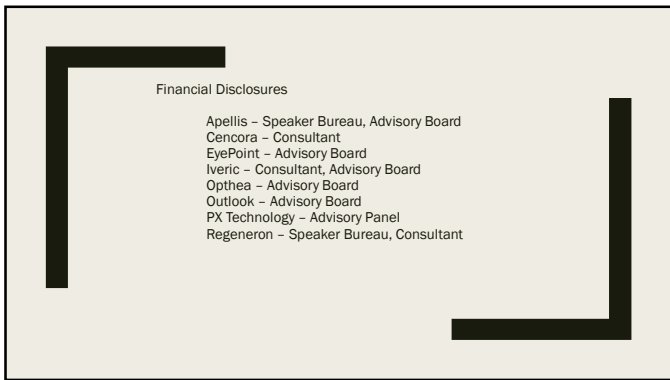 Financial Disclosures
Apellis – Speaker Bureau, Advisory Board
Cencora – Consultant
EyePoint – Advisory Board
Iveric – Consultant, Advisory Board
Opthea – Advisory Board
Outlook – Advisory Board
PX Technology – Advisory Panel
Regeneron – Speaker Bureau, Consultant